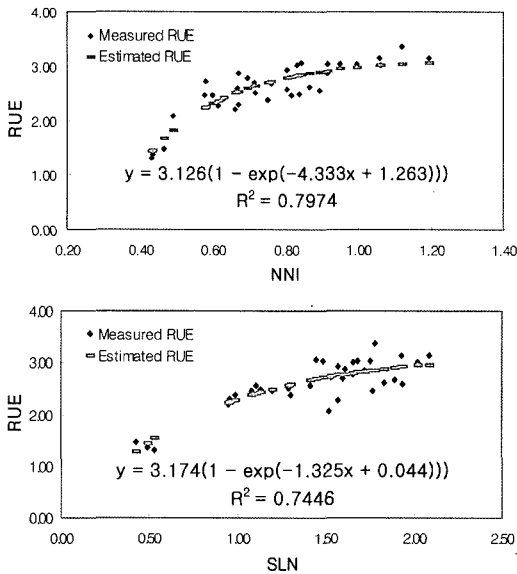 4.00
◆ Measured RUE
Estimated RUE
3.00
RUE
2.00
1.00
y = 3.126(1 - exp(-4.333x + 1.263)))
R² = 0.7974
0.00
0.20 0.40 0.60 0.80 1.00 1.20 1.40
NNI
4.00
◆ Measured RUE
Estimated RUE
3.00
RUE
2.00
1.00
y = 3.174(1 - exp(-1.325x + 0.044)))
R² = 0.7446
0.00
0.00 0.50 1.00 1.50 2.00 2.50
SLN